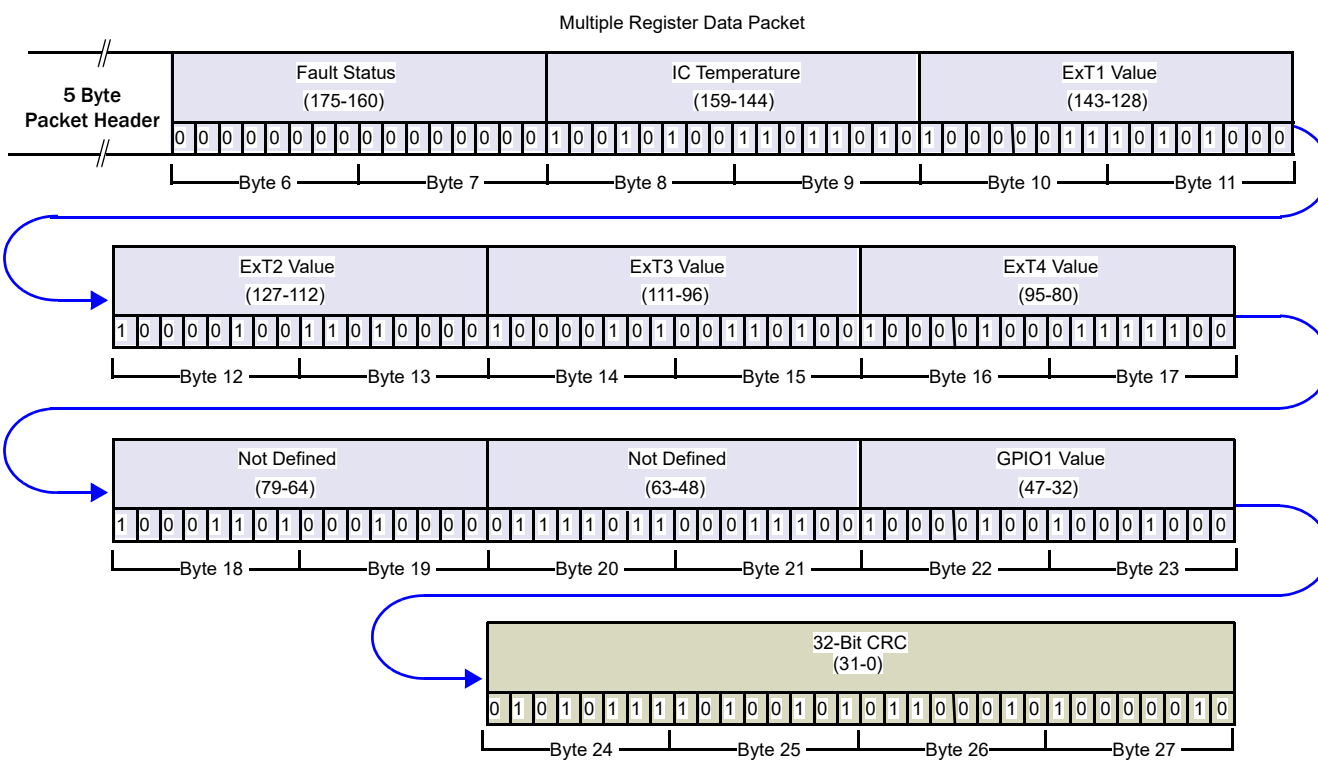 Multiple Register Data Packet
5 Byte
Packet Header
Fault Status
(175-160)
IC Temperature
(159-144)
ExT1 Value
(143-128)
0 0 0 0 0 0 0 0 0 0 0 0 0 0 0 0 1 0 0 1 0 1 0 0 1 1 0 1 1 0 1 0 1 0 0 0 0 0 1 1 1 0 1 0 1 0 0 0
Byte 6 Byte 7 Byte 8 Byte 9 Byte 10 Byte 11
ExT2 Value
(127-112)
ExT3 Value
(111-96)
ExT4 Value
(95-80)
1 0 0 0 0 1 0 0 1 1 0 1 0 0 0 0 1 0 0 0 0 1 0 1 0 0 1 1 0 1 0 0 1 0 0 0 0 1 0 0 0 1 1 1 1 1 0 0
Byte 12 Byte 13 Byte 14 Byte 15 Byte 16 Byte 17
Not Defined
(79-64)
Not Defined
(63-48)
GPIO1 Value
(47-32)
1 0 0 0 1 1 0 1 0 0 0 1 0 0 0 0 0 1 1 1 1 0 1 1 0 0 0 1 1 1 0 0 1 0 0 0 0 1 0 0 1 0 0 0 1 0 0 0
Byte 18 Byte 19 Byte 20 Byte 21 Byte 22 Byte 23
32-Bit CRC
(31-0)
0 1 0 1 0 1 1 1 1 0 1 0 0 1 0 1 0 1 1 0 0 0 1 0 1 0 0 0 0 0 1 0
Byte 24 Byte 25 Byte 26 Byte 27